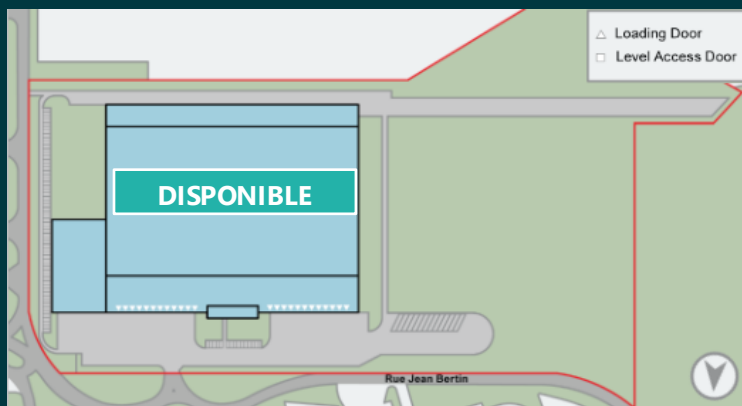 Loading Door
Level Access Door
DISPONIBLE
Rue Jean Bertin